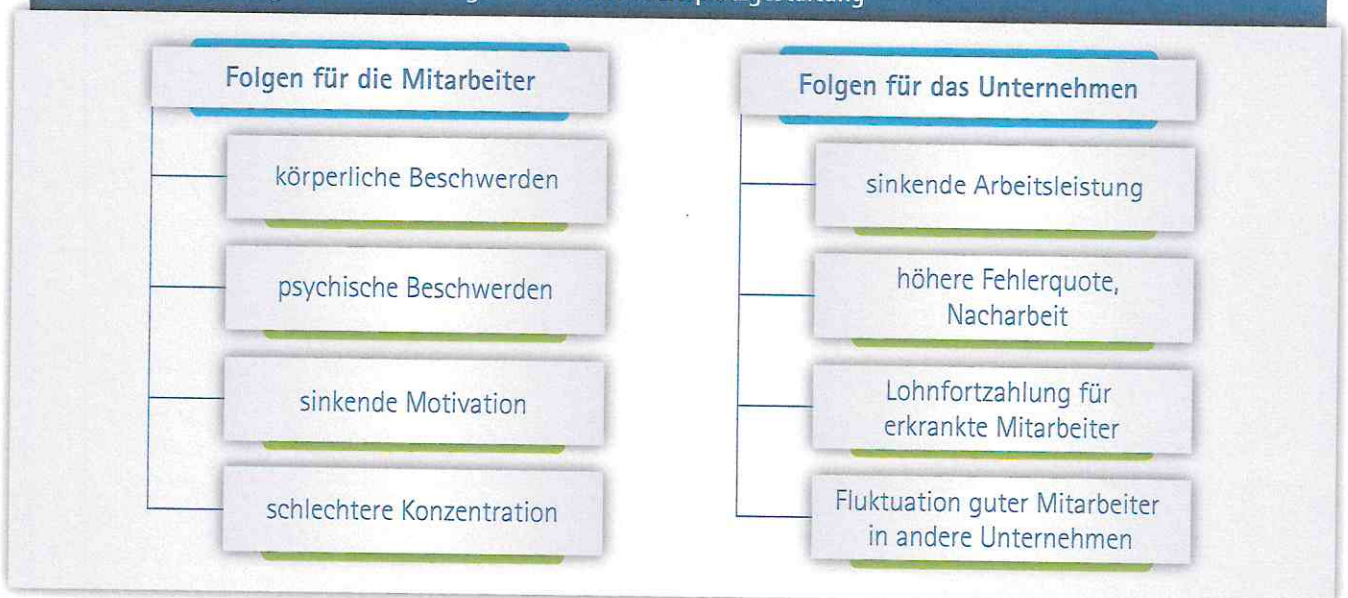 Folgen für die Mitarbeiter
körperliche Beschwerden
psychische Beschwerden
sinkende Motivation
schlechtere Konzentration
Folgen für das Unternehmen
sinkende Arbeitsleistung
höhere Fehlerquote,
Nacharbeit
Lohnfortzahlung für
erkrankte Mitarbeiter
Fluktuation guter Mitarbeiter
in andere Unternehmen